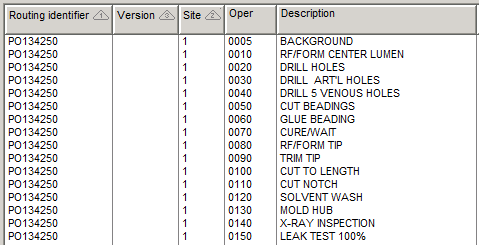 Routing identifier Version Site Oper Description
PO134250 1 0005 BACKGROUND
PO134250 1 0010 RF/FORM CENTER LUMEN
PO134250 1 0020 DRILL HOLES
PO134250 1 0030 DRILL ART'L HOLES
PO134250 1 0040 DRILL 5 VENOUS HOLES
PO134250 1 0050 CUT BEADINGS
PO134250 1 0060 GLUE BEADING
PO134250 1 0070 CURE/WAIT
PO134250 1 0080 RF/FORM TIP
PO134250 1 0090 TRIM TIP
PO134250 1 0100 CUT TO LENGTH
PO134250 1 0110 CUT NOTCH
PO134250 1 0120 SOLVENT WASH
PO134250 1 0130 MOLD HUB
PO134250 1 0140 X-RAY INSPECTION
PO134250 1 0150 LEAK TEST 100%